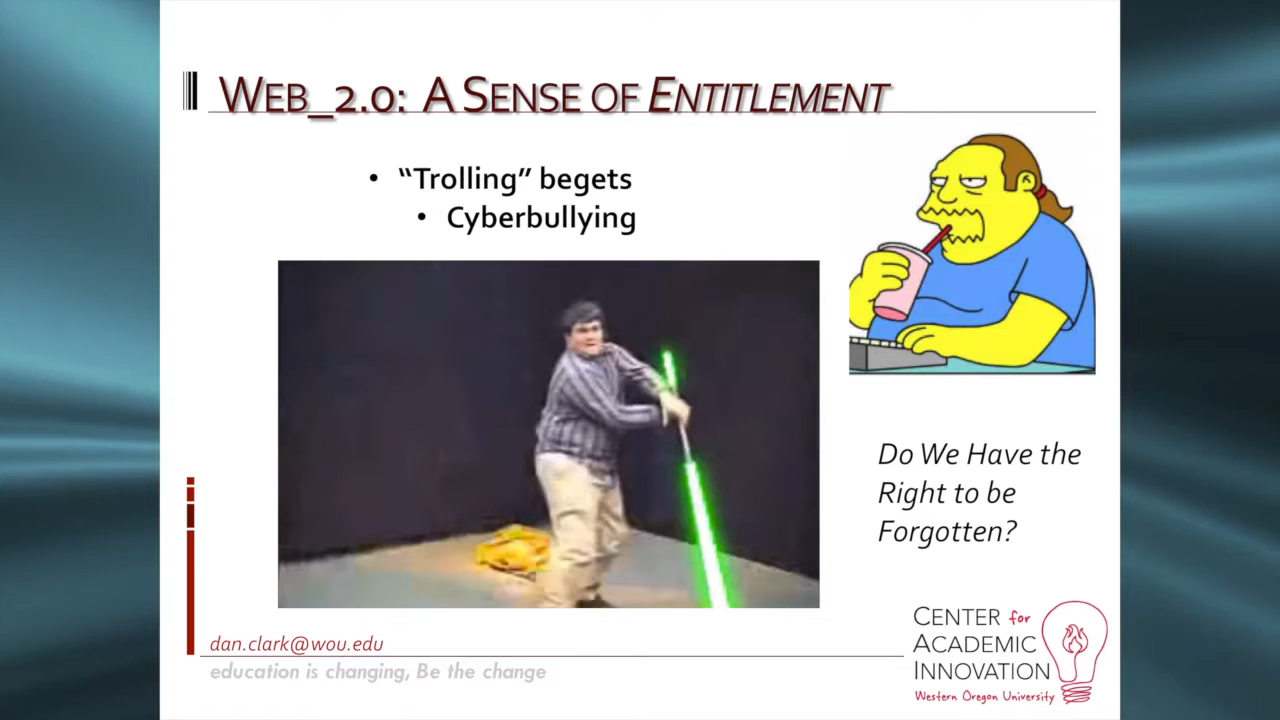 WEB_2.0: A SENSE OF ENTITLEMENT
• “Trolling” begets
• Cyberbullying
Do We Have the
Right to be
Forgotten?
dan.clark@wou.edu
education is changing, Be the change
CENTER for
ACADEMIC
INNOVATION
Western Oregon University